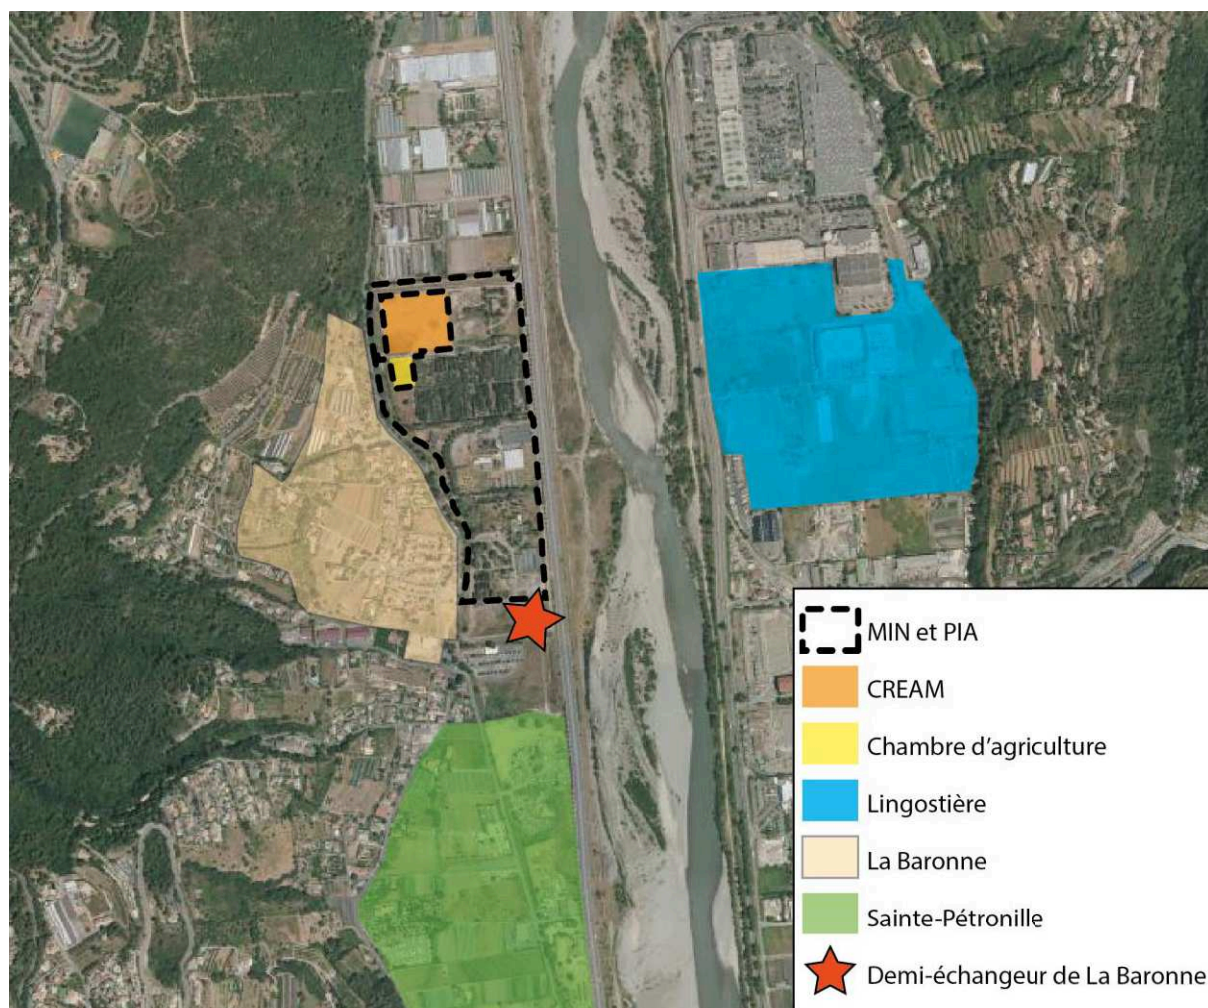 MIN et PIA
CREAM
Chambre d'agriculture
Lingostière
La Baronne
Sainte-Pétronille
Demi-échangeur de La Baronne